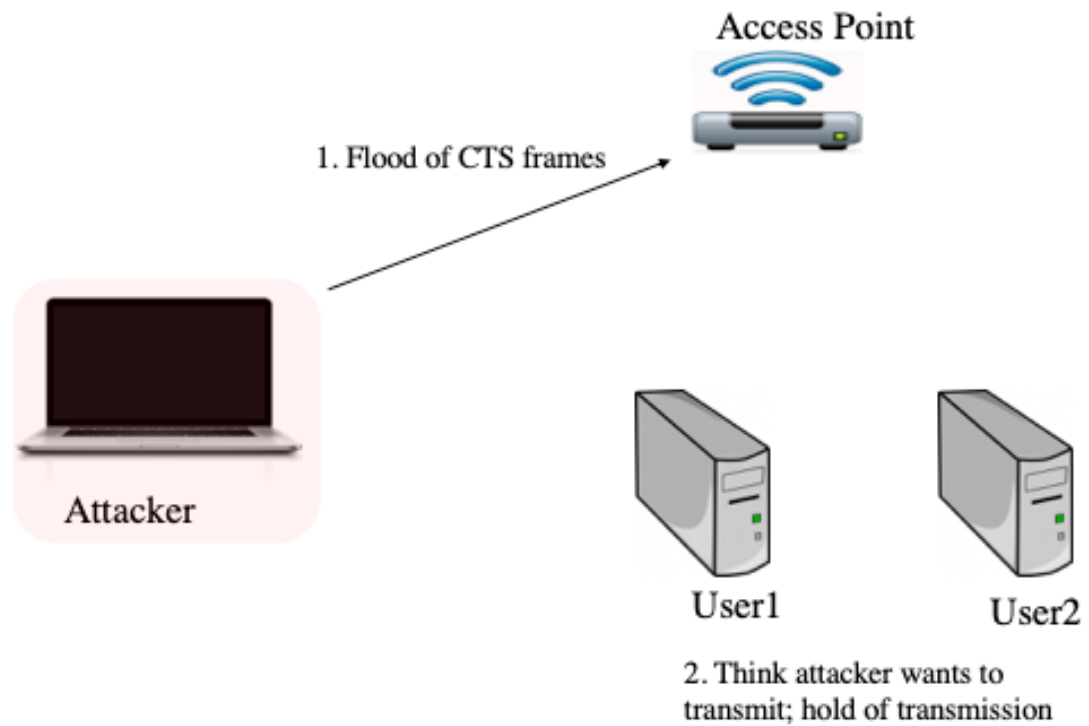 Access Point
1. Flood of CTS frames
Attacker
User1
User2
2. Think attacker wants to
transmit; hold of transmission